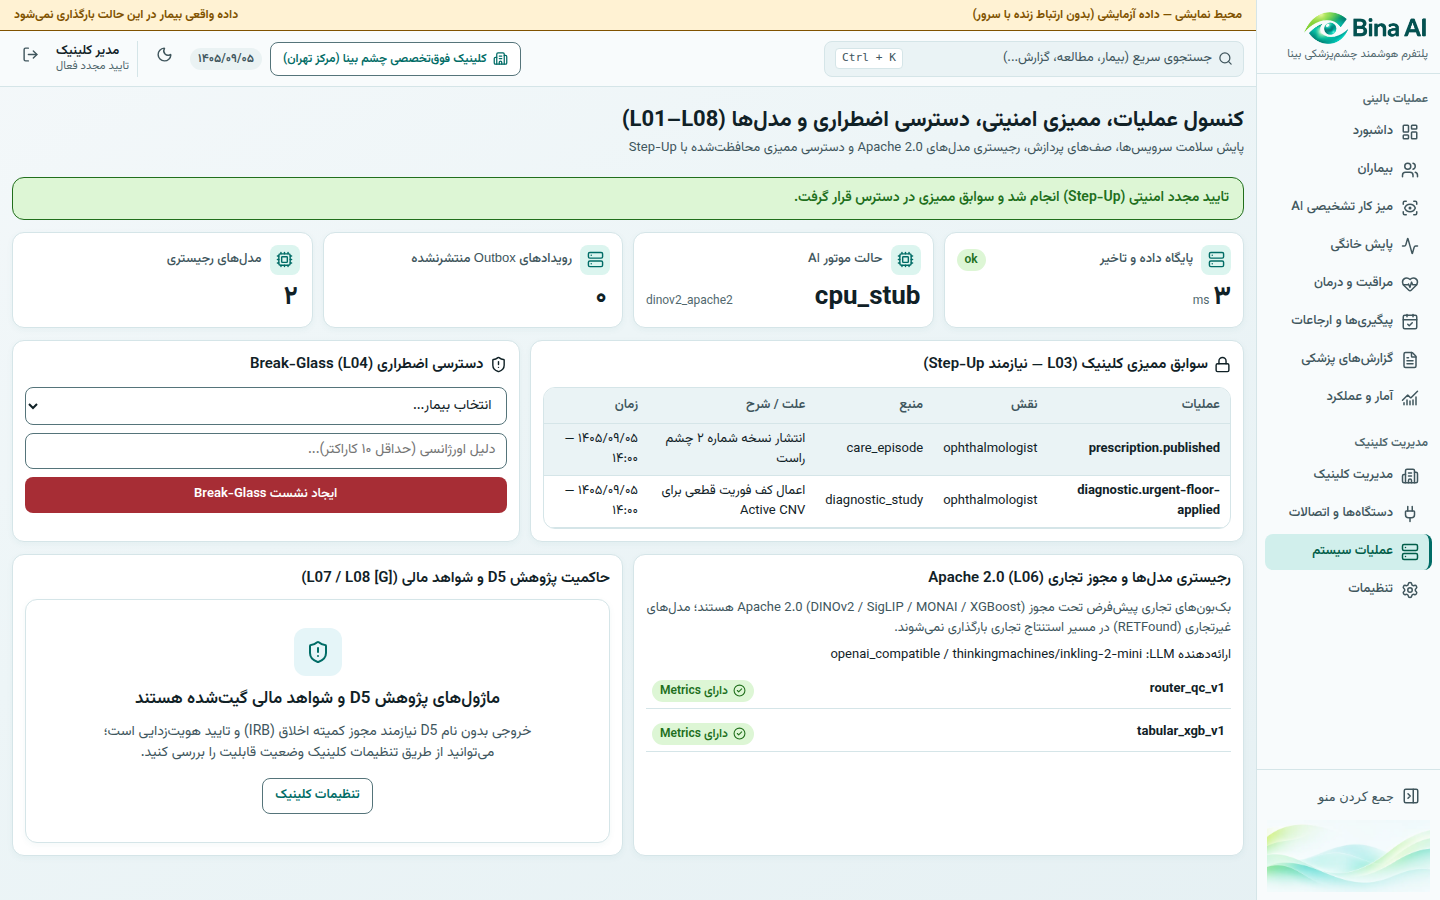 محیط نمایشی — داده آزمایشی (بدون ارتباط زنده با سرور)
داده واقعی بیمار در این حالت بارگذاری نمی‌شود
Bina AI
پلتفرم هوشمند چشم‌پزشکی بینا
جستجوی سریع (بیمار، مطالعه، گزارش...)
Ctrl + K
کلینیک فوق‌تخصصی چشم بینا (مرکز تهران)
۱۴۰۵/۰۹/۰۵
مدیر کلینیک
تایید مجدد فعال
عملیات بالینی
داشبورد
بیماران
میز کار تشخیصی AI
پایش خانگی
مراقبت و درمان
پیگیری‌ها و ارجاعات
گزارش‌های پزشکی
آمار و عملکرد
مدیریت کلینیک
مدیریت کلینیک
دستگاه‌ها و اتصالات
عملیات سیستم
تنظیمات
جمع کردن منو
کنسول عملیات، ممیزی امنیتی، دسترسی اضطراری و مدل‌ها (L01–L08)
پایش سلامت سرویس‌ها، صف‌های پردازش، رجیستری مدل‌های Apache 2.0 و دسترسی ممیزی محافظت‌شده با Step-Up
تایید مجدد امنیتی (Step-Up) انجام شد و سوابق ممیزی در دسترس قرار گرفت.
پایگاه داده و تاخیر
ok
۳ ms
حالت موتور AI
cpu_stub
dinov2_apache2
رویدادهای Outbox منتشرنشده
۰
مدل‌های رجیستری
۲
سوابق ممیزی کلینیک (L03 — نیازمند Step-Up)
عملیات نقش منبع علت / شرح زمان
prescription.published ophthalmologist care_episode انتشار نسخه شماره ۲ چشم راست ۱۴۰۵/۰۹/۰۵ — ۱۴:۰۰
diagnostic.urgent-floor-applied ophthalmologist diagnostic_study اعمال کف فوریت قطعی برای Active CNV ۱۴۰۵/۰۹/۰۵ — ۱۴:۰۰
دسترسی اضطراری Break-Glass (L04)
انتخاب بیمار...
دلیل اورژانسی (حداقل ۱۰ کاراکتر)...
ایجاد نشست Break-Glass
رجیستری مدل‌ها و مجوز تجاری Apache 2.0 (L06)
بک‌بون‌های تجاری پیش‌فرض تحت مجوز Apache 2.0 (DINOv2 / SigLIP / MONAI / XGBoost) هستند؛ مدل‌های
غیرتجاری (RETFound) در مسیر استنتاج تجاری بارگذاری نمی‌شوند.
ارائه‌دهنده LLM: openai_compatible / thinkingmachines/inkling-2-mini
router_qc_v1
دارای Metrics
tabular_xgb_v1
دارای Metrics
حاکمیت پژوهش D5 و شواهد مالی (L07 / L08 [G])
ماژول‌های پژوهش D5 و شواهد مالی گیت‌شده هستند
خروجی بدون نام D5 نیازمند مجوز کمیته اخلاق (IRB) و تایید هویت‌زدایی است؛
می‌توانید از طریق تنظیمات کلینیک وضعیت قابلیت را بررسی کنید.
تنظیمات کلینیک